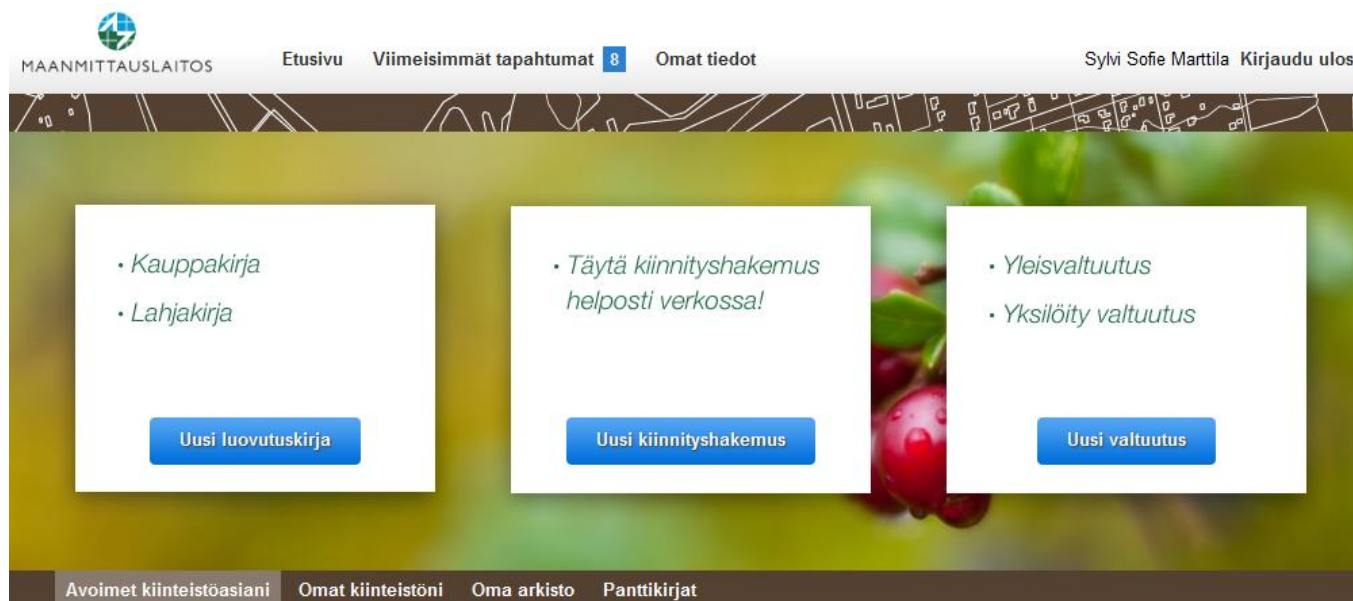 MAANMITTAUSLAITOS
Etusivu Viimeisimmät tapahtumat 8 Omat tiedot
Sylvi Sofie Marttila Kirjaudu ulos
• Kauppakirja
• Lahjakirja
Uusi luovutuskirja
• Täytä kiinnityshakemus
helposti verkossa!
Uusi kiinnityshakemus
• Yleisvaltuutus
• Yksilöity valtuutus
Uusi valtuutus
Avoimet kiinteistöasiani Omat kiinteistöni Oma arkisto Panttikirjat